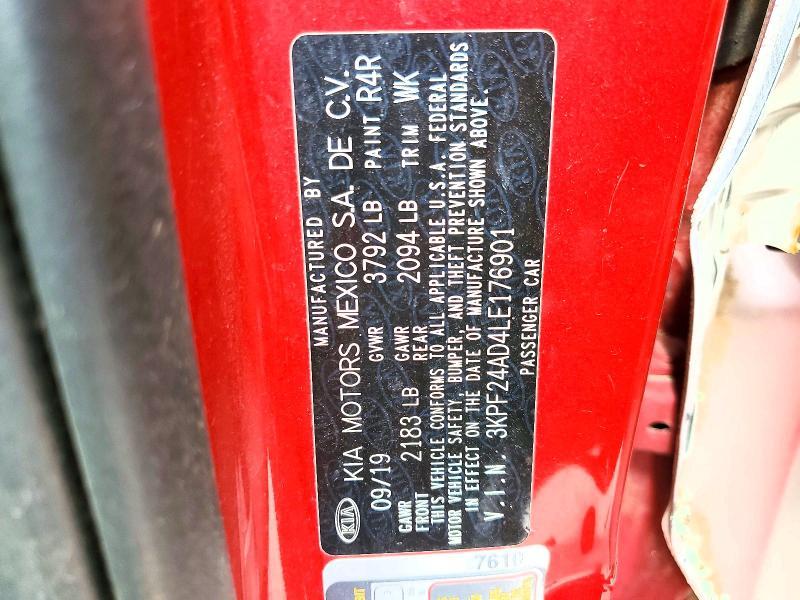 MANUFACTURED BY
KIA KIA MOTORS MEXICO S.A. DE C.V.
09/19 GVWR 3792 LB PAINT R4R
GAWR FRONT 2183 LB GAWR REAR 2094 LB TRIM WK
THIS VEHICLE CONFORMS TO ALL APPLICABLE U.S.A. FEDERAL
MOTOR VEHICLE SAFETY, BUMPER, AND THEFT PREVENTION STANDARDS
IN EFFECT ON THE DATE OF MANUFACTURE SHOWN ABOVE.
V.I.N. 3KPF24AD4LE176901
PASSENGER CAR